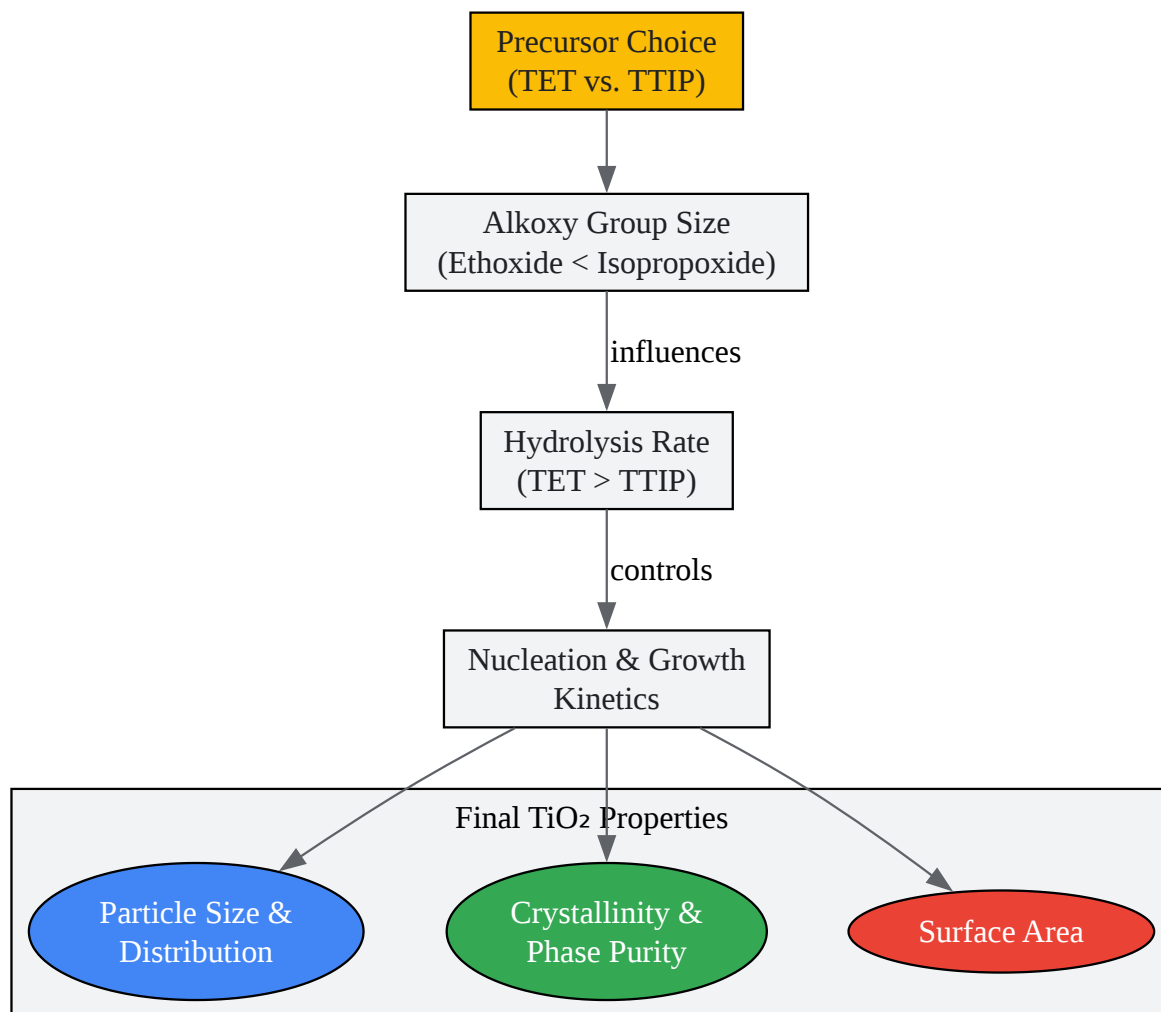 Precursor Choice
(TET vs. TTIP)
Alkoxy Group Size
(Ethoxide < Isopropoxide)
influences
Hydrolysis Rate
(TET > TTIP)
controls
Nucleation & Growth
Kinetics
Final TiO₂ Properties
Particle Size &
Distribution
Crystallinity &
Phase Purity
Surface Area